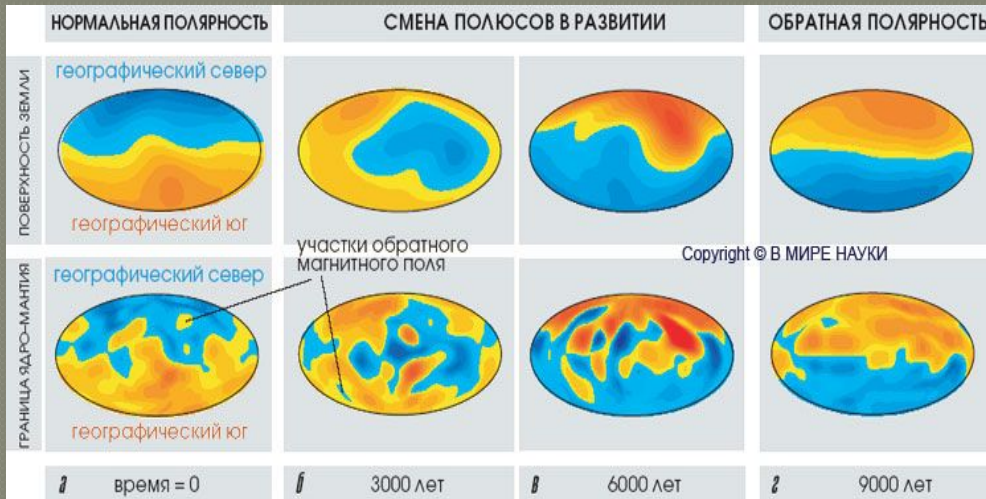 НОРМАЛЬНАЯ ПОЛЯРНОСТЬ
СМЕНА ПОЛЮСОВ В РАЗВИТИИ
ОБРАТНАЯ ПОЛЯРНОСТЬ
ПОВЕРХНОСТЬ ЗЕМЛИ
географический север
географический юг
участки обратного
магнитного поля
Copyright © В МИРЕ НАУКИ
ГРАНИЦА ЯДРО-МАНТИЯ
географический север
географический юг
а время = 0
б 3000 лет
в 6000 лет
г 9000 лет